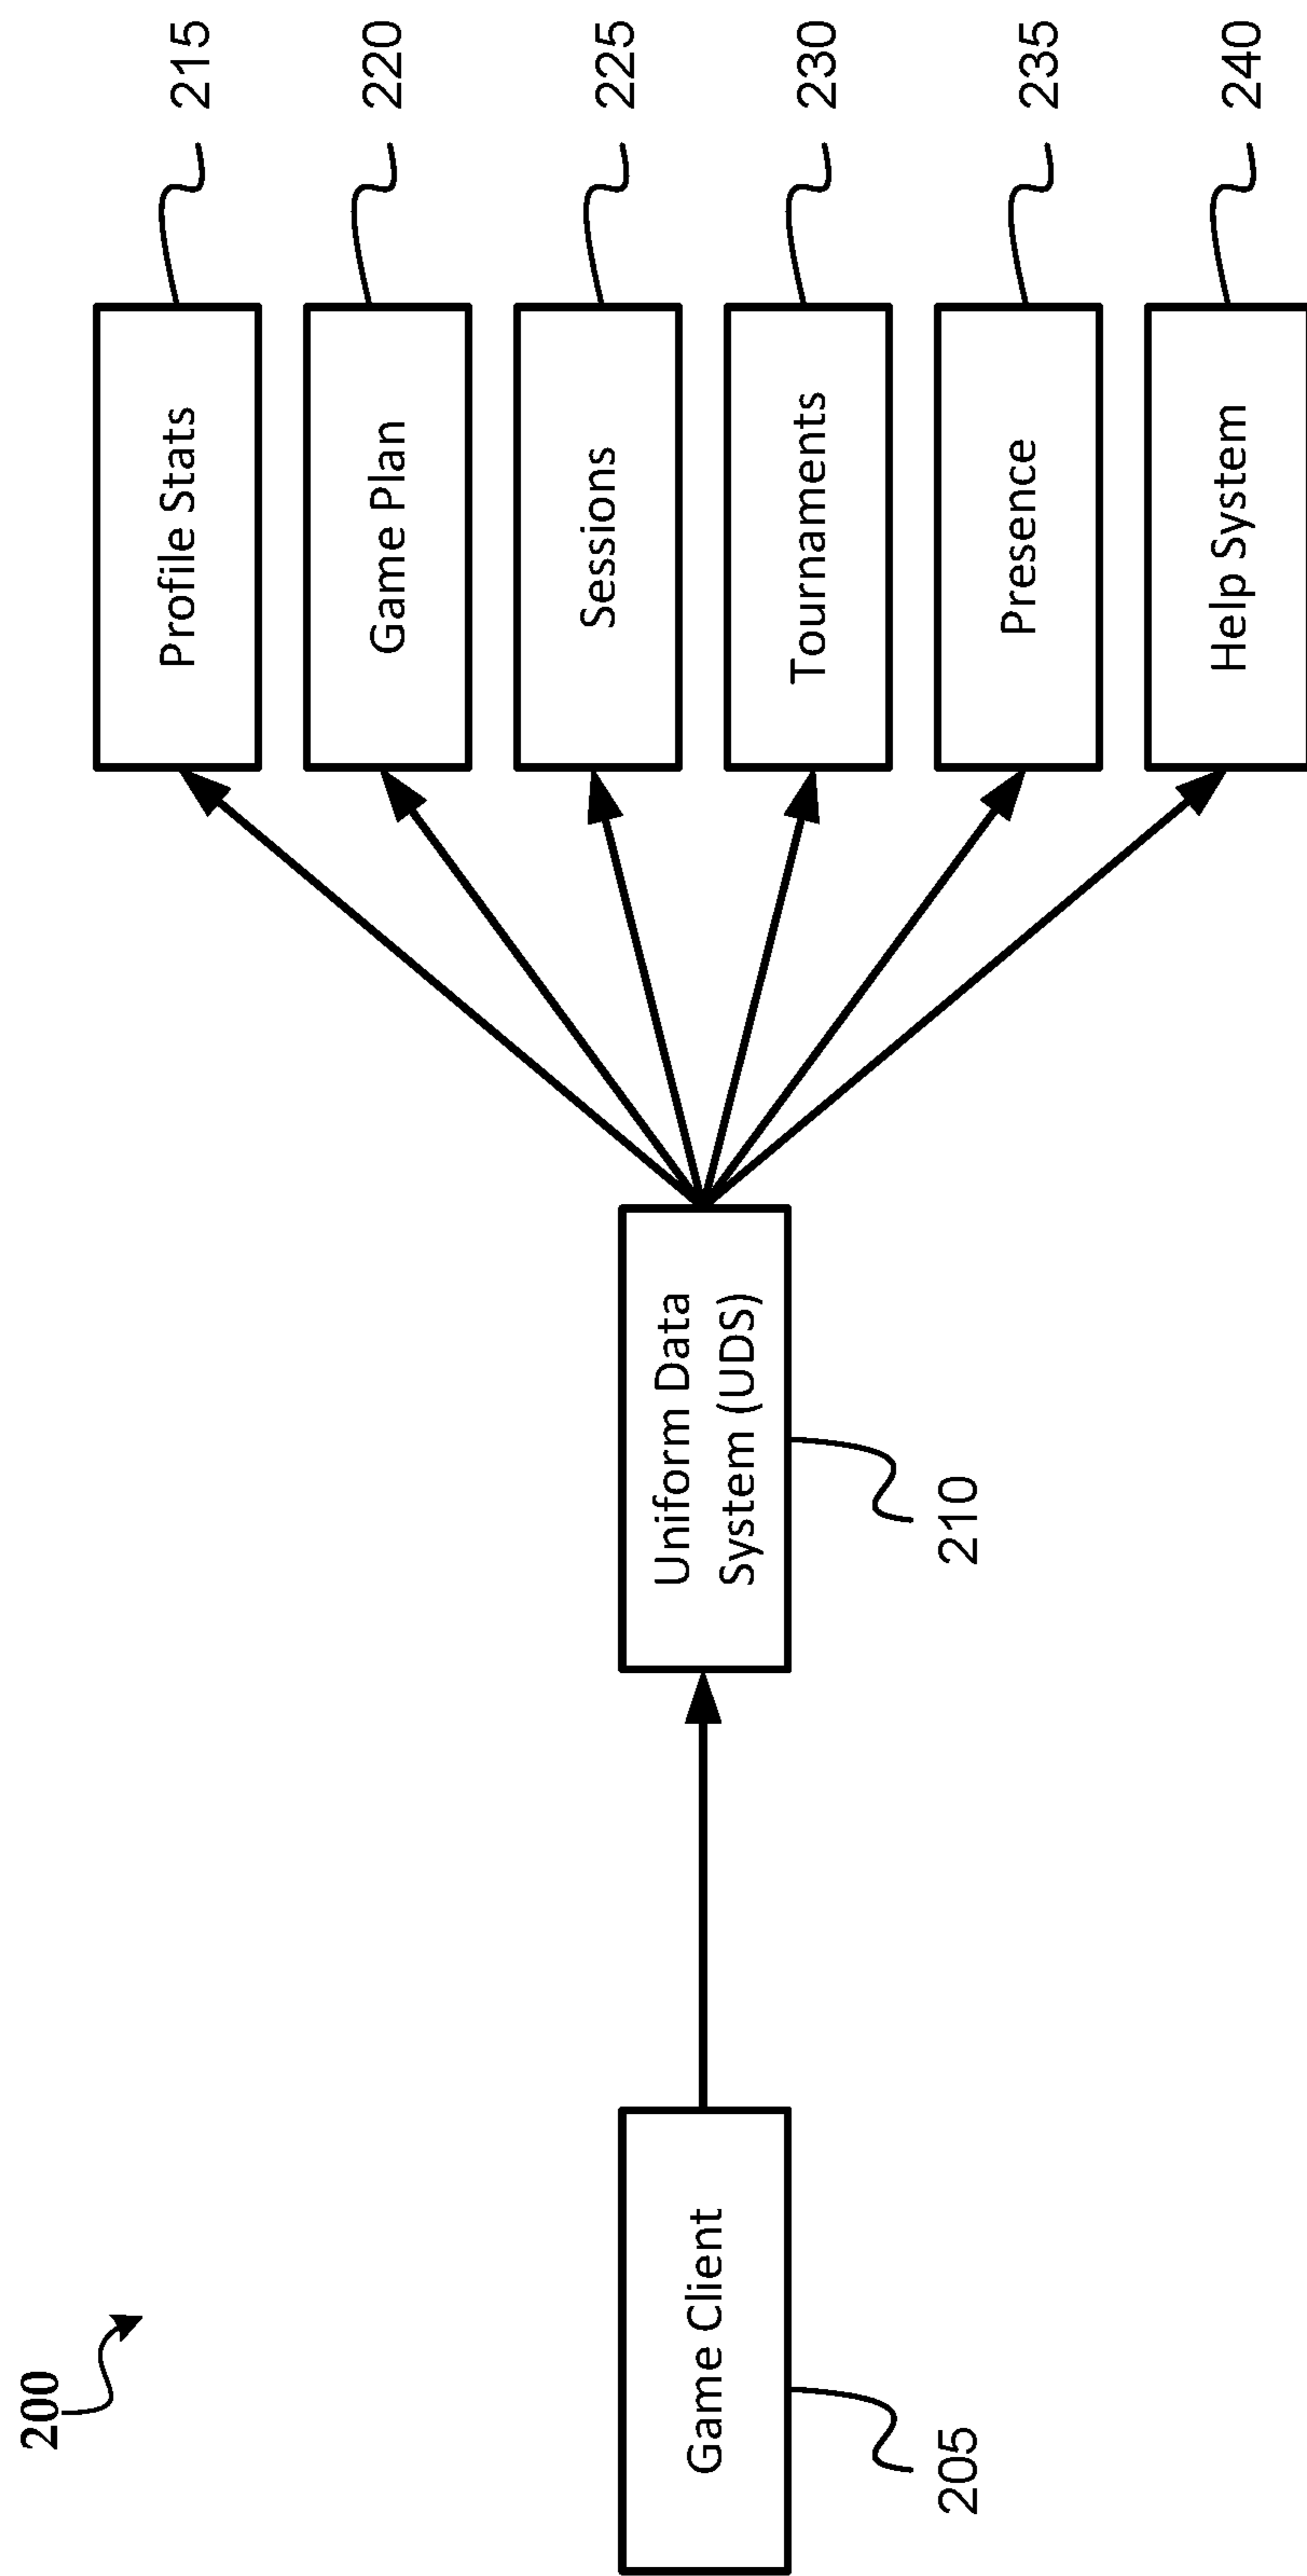 200
Game Client
205
Uniform Data
System (UDS)
210
Profile Stats
215
Game Plan
220
Sessions
225
Tournaments
230
Presence
235
Help System
240